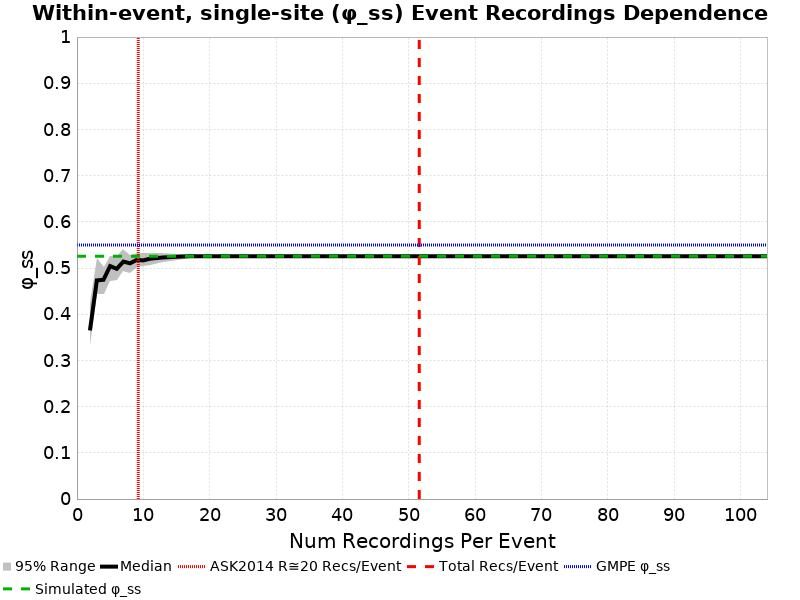 Within-event, single-site (φ_ss) Event Recordings Dependence
1
0.9
0.8
0.7
0.6
0.5
0.4
0.3
0.2
0.1
0
φ_ss
0 10 20 30 40 50 60 70 80 90 100
Num Recordings Per Event
95% Range Median ASK2014 R≅20 Recs/Event Total Recs/Event GMPE φ_ss
Simulated φ_ss